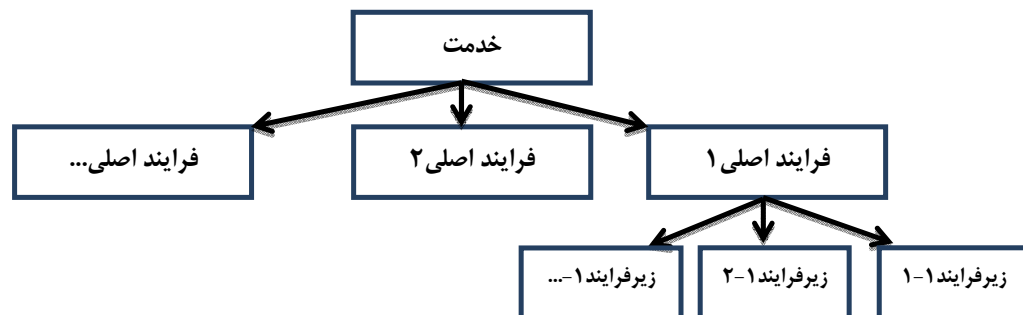 خدمت
فرایند اصلی۱
فرایند اصلی۲
فرایند اصلی...
زیرفرایند۱-۱
زیرفرایند۱-۲
زیرفرایند۱-...